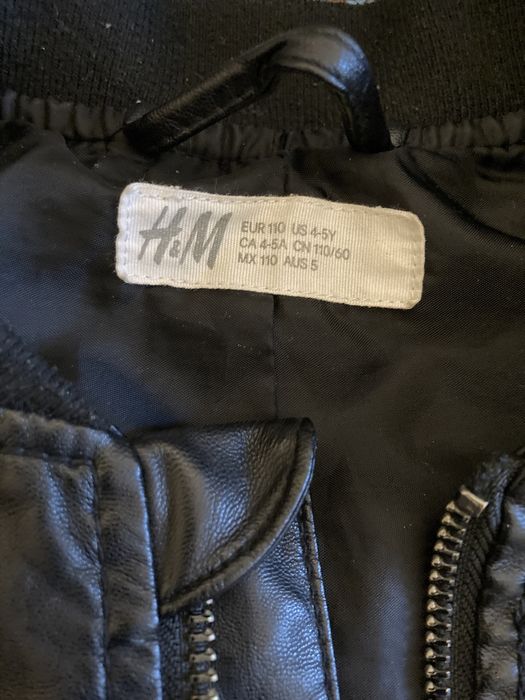 H&M
EUR 110 US 4-5Y
CA 4-5A CN 110/60
MX 110 AUS 5